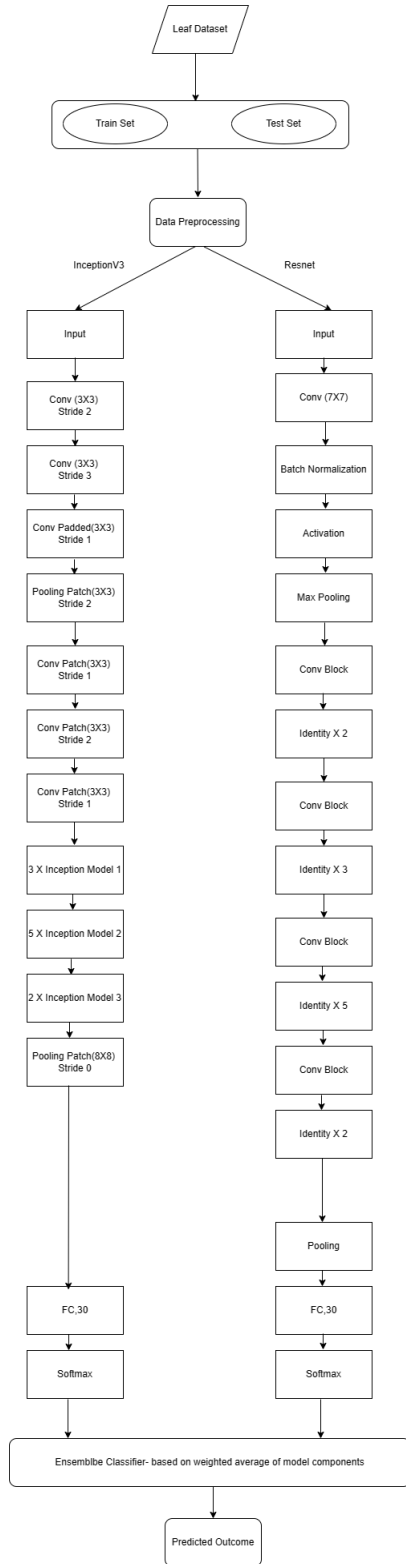 Leaf Dataset
Train Set
Test Set
Data Preprocessing
InceptionV3
Resnet
Input
Conv (3X3)
Stride 2
Conv (3X3)
Stride 3
Conv Padded(3X3)
Stride 1
Pooling Patch(3X3)
Stride 2
Conv Patch(3X3)
Stride 1
Conv Patch(3X3)
Stride 2
Conv Patch(3X3)
Stride 1
3 X Inception Model 1
5 X Inception Model 2
2 X Inception Model 3
Pooling Patch(8X8)
Stride 0
FC,30
Softmax
Input
Conv (7X7)
Batch Normalization
Activation
Max Pooling
Conv Block
Identity X 2
Conv Block
Identity X 3
Conv Block
Identity X 5
Conv Block
Identity X 2
Pooling
FC,30
Softmax
Ensemblbe Classifier- based on weighted average of model components
Predicted Outcome